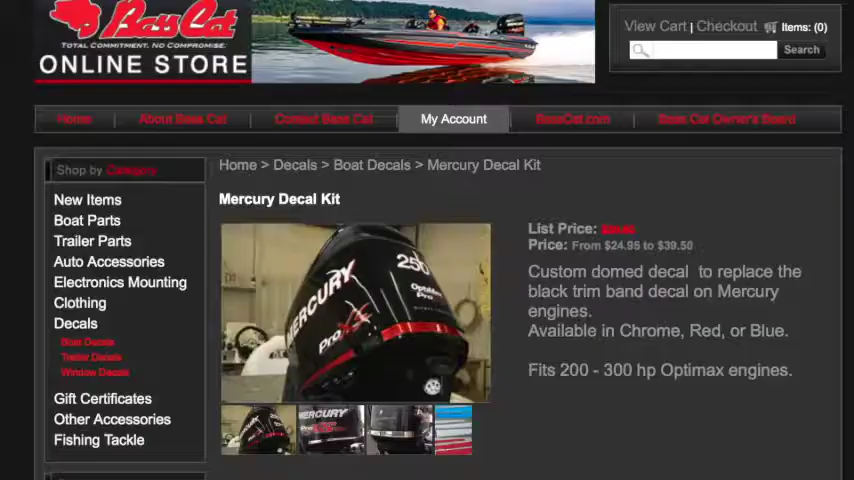 Bass Cat
TOTAL COMMITMENT. NO COMPROMISE.
ONLINE STORE
View Cart | Checkout Items: (0)
Search
Home | About Bass Cat | Contact Bass Cat | My Account | BassCat.com | Bass Cat Owner's Board
Shop by Category
New Items
Boat Parts
Trailer Parts
Auto Accessories
Electronics Mounting
Clothing
Decals
Boat Decals
Trailer Decals
Window Decals
Gift Certificates
Other Accessories
Fishing Tackle
Home > Decals > Boat Decals > Mercury Decal Kit
Mercury Decal Kit
250
OptiMax
Pro
MERCURY
ProXS
MERCURY
List Price:
Price: From $24.95 to $39.50
Custom domed decal to replace the
black trim band decal on Mercury
engines.
Available in Chrome, Red, or Blue.
Fits 200 - 300 hp Optimax engines.